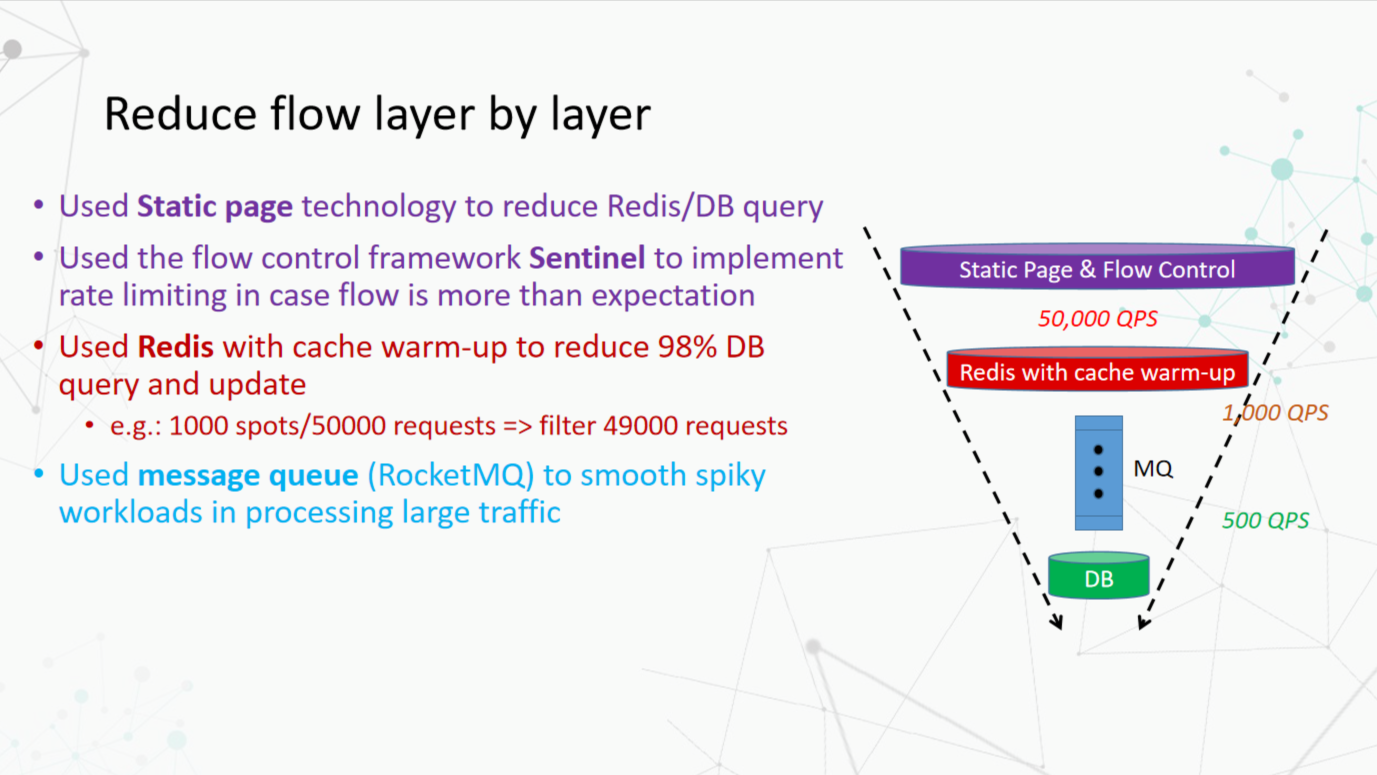 Reduce flow layer by layer
• Used Static page technology to reduce Redis/DB query
• Used the flow control framework Sentinel to implement
rate limiting in case flow is more than expectation
• Used Redis with cache warm-up to reduce 98% DB
query and update
• e.g.: 1000 spots/50000 requests => filter 49000 requests
• Used message queue (RocketMQ) to smooth spiky
workloads in processing large traffic
Static Page & Flow Control
50,000 QPS
Redis with cache warm-up
1,000 QPS
MQ
500 QPS
DB